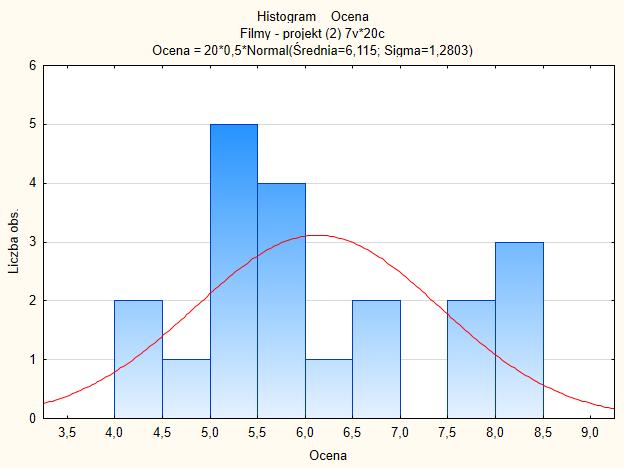 Histogram Ocena
Filmy - projekt (2) 7v*20c
Ocena = 20*0,5*Normal(Średnia=6,115; Sigma=1,2803)
6
5
4
3
2
1
0
Liczba obs.
3,5 4,0 4,5 5,0 5,5 6,0 6,5 7,0 7,5 8,0 8,5 9,0
Ocena